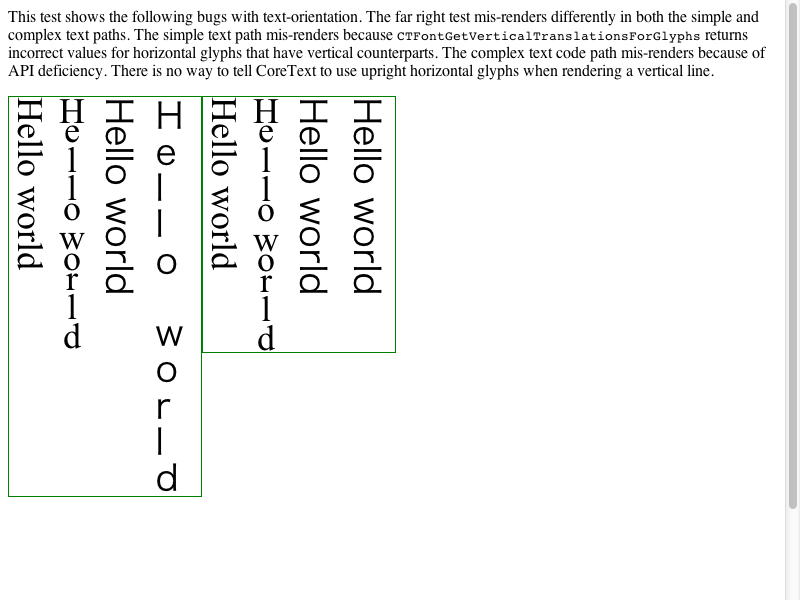 This test shows the following bugs with text-orientation. The far right test mis-renders differently in both the simple and
complex text paths. The simple text path mis-renders because CTFontGetVerticalTranslationsForGlyphs returns
incorrect values for horizontal glyphs that have vertical counterparts. The complex text code path mis-renders because of
API deficiency. There is no way to tell CoreText to use upright horizontal glyphs when rendering a vertical line.
Hello world
Hello world
Hello world
Hello world
Hello world
Hello world
Hello world
Hello world